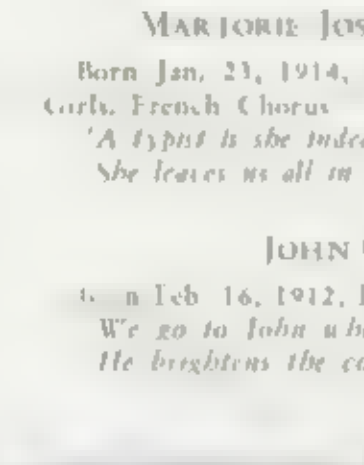 MARJORIE JOS
Born Jan. 23, 1914,
Girls. French Chorus
'A typist is she inde
She leaves us all in
JOHN
n Feb 16, 1912,
We go to John wh
He brightens the co